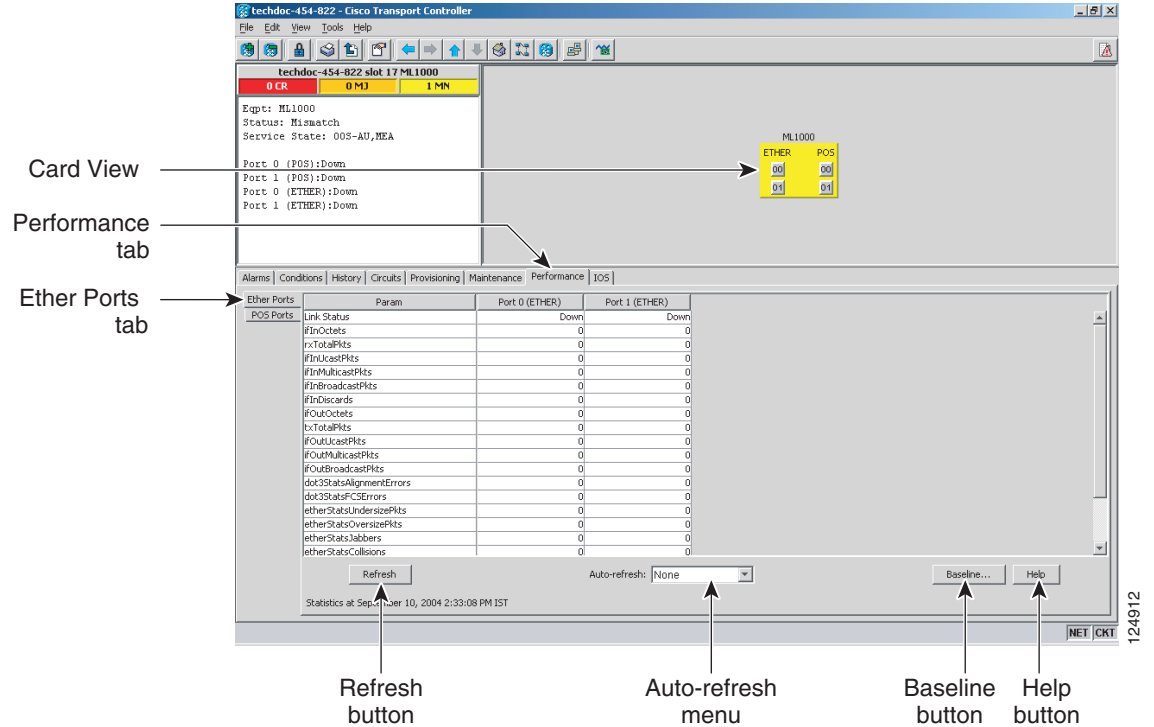 techdoc-454-822 - Cisco Transport Controller
File Edit View Tools Help
techdoc-454-822 slot 17 ML1000
0 CR 0 MJ 1 MN
Eqpt: ML1000
Status: Mismatch
Service State: OOS-AU,MEA
Port 0 (POS):Down
Port 1 (POS):Down
Port 0 (ETHER):Down
Port 1 (ETHER):Down
ML1000
ETHER POS
00 00
01 01
Card View
Performance
tab
Ether Ports
tab
Alarms Conditions History Circuits Provisioning Maintenance Performance IOS
Ether Ports
POS Ports
Param Port 0 (ETHER) Port 1 (ETHER)
Link Status Down Down
ifInOctets 0 0
rxTotalPkts 0 0
ifInUcastPkts 0 0
ifInMulticastPkts 0 0
ifInBroadcastPkts 0 0
ifInDiscards 0 0
ifOutOctets 0 0
txTotalPkts 0 0
ifOutUcastPkts 0 0
ifOutMulticastPkts 0 0
ifOutBroadcastPkts 0 0
dot3StatsAlignmentErrors 0 0
dot3StatsFCSErrors 0 0
etherStatsUndersizePkts 0 0
etherStatsOversizePkts 0 0
etherStatsJabbers 0 0
etherStatsCollisions 0 0
Refresh Auto-refresh: None Baseline... Help
Statistics at September 10, 2004 2:33:08 PM IST
NET CKT
124912
Refresh
button
Auto-refresh
menu
Baseline
button
Help
button